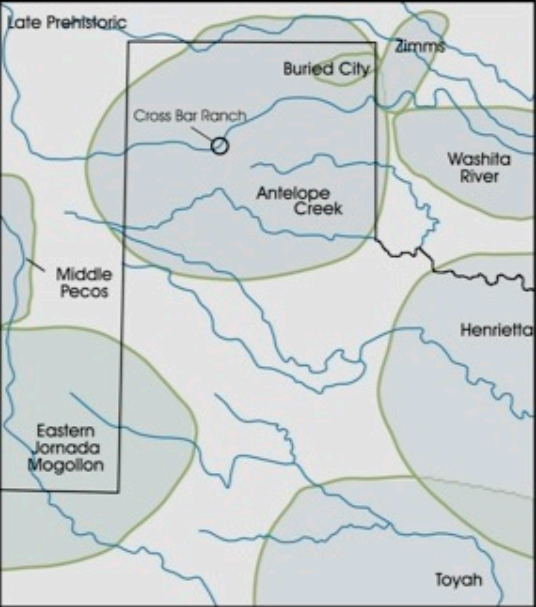 Late Prehistoric
Zimms
Buried City
Cross Bar Ranch
Washita
River
Antelope
Creek
Middle
Pecos
Henrietta
Eastern
Jornada
Mogollon
Toyah